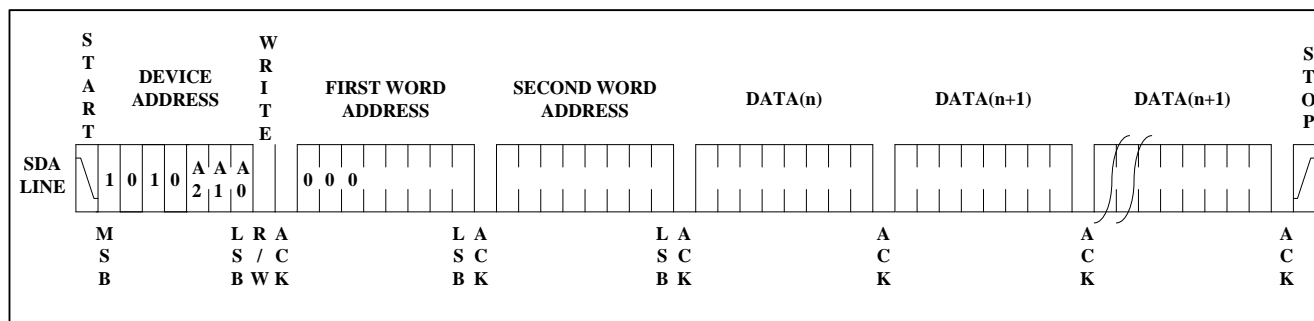 START
WRITE
STOP
DEVICE
ADDRESS
FIRST WORD
ADDRESS
SECOND WORD
ADDRESS
DATA(n)
DATA(n+1)
DATA(n+1)
SDA
LINE
1 0 1 0 A2 A1 A0
0 0 0
MSB
LSB
R/W
ACK
LSB
ACK
LSB
ACK
ACK
ACK
ACK